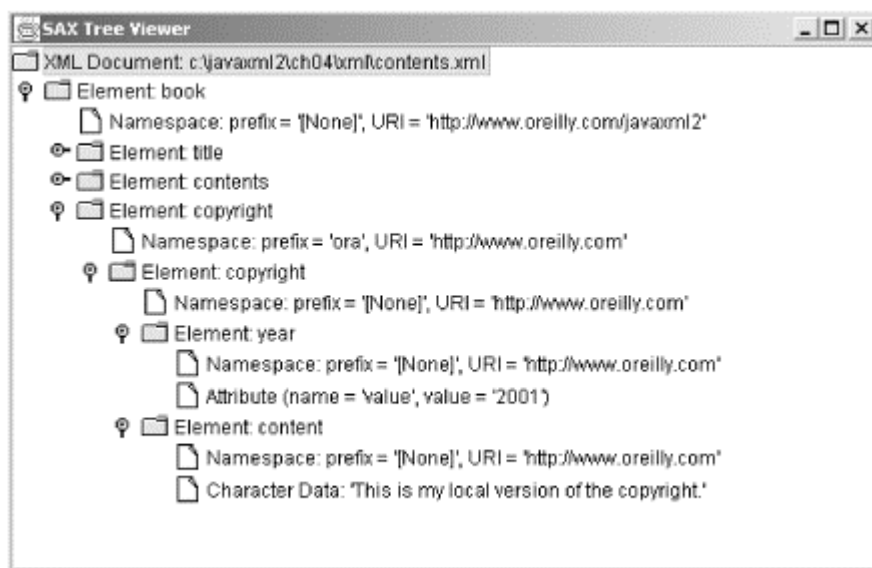 SAX Tree Viewer
XML Document: c:\javaxml2\ch04\xml\contents.xml
Element: book
Namespace: prefix = '[None]', URI = 'http://www.oreilly.com/javaxml2'
Element: title
Element: contents
Element: copyright
Namespace: prefix = 'ora', URI = 'http://www.oreilly.com'
Element: copyright
Namespace: prefix = '[None]', URI = 'http://www.oreilly.com'
Element: year
Namespace: prefix = '[None]', URI = 'http://www.oreilly.com'
Attribute (name = 'value', value = '2001')
Element: content
Namespace: prefix = '[None]', URI = 'http://www.oreilly.com'
Character Data: 'This is my local version of the copyright.'